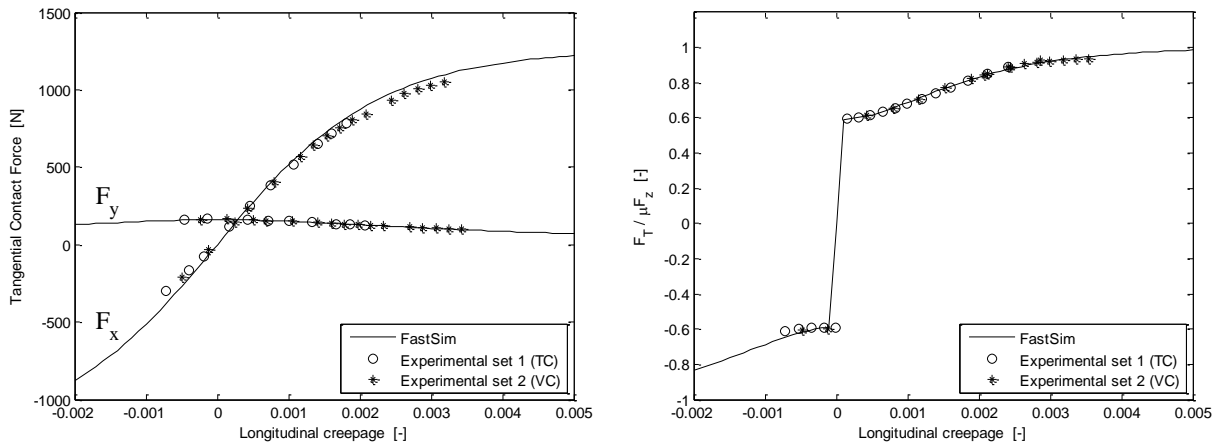 1500
1000
500
0
-500
-1000
-0.002
-0.001
0
0.001
0.002
0.003
0.004
0.005
Tangential Contact Force [N]
Longitudinal creepage [-]
Fy
Fx
FastSim
Experimental set 1 (TC)
Experimental set 2 (VC)
1
0.8
0.6
0.4
0.2
0
-0.2
-0.4
-0.6
-0.8
-1
-0.002
-0.001
0
0.001
0.002
0.003
0.004
0.005
FT / μFz [-]
Longitudinal creepage [-]
FastSim
Experimental set 1 (TC)
Experimental set 2 (VC)